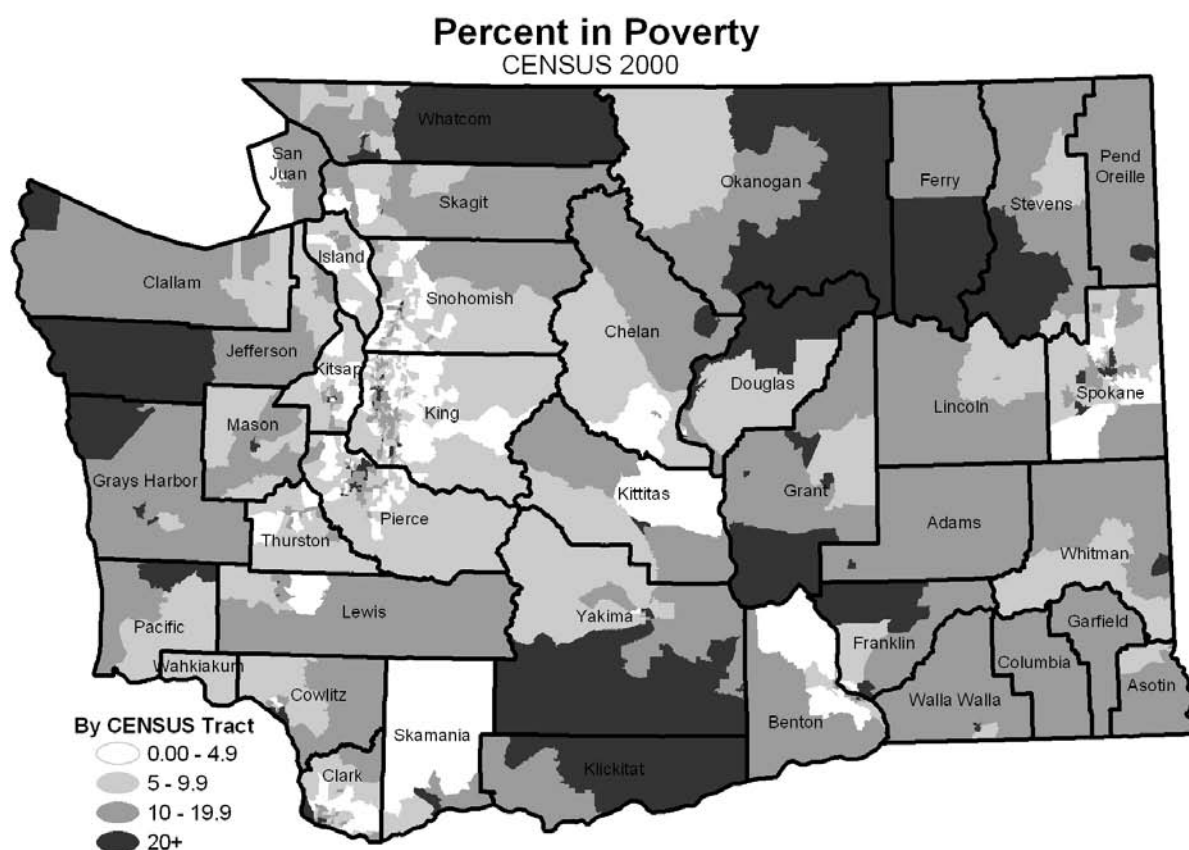 Percent in Poverty
CENSUS 2000
Whatcom
San
Juan
Skagit
Okanogan
Ferry
Stevens
Pend
Oreille
Island
Clallam
Snohomish
Chelan
Jefferson
Kitsap
King
Douglas
Lincoln
Spokane
Mason
Grays Harbor
Kittitas
Grant
Pierce
Adams
Thurston
Whitman
Lewis
Yakima
Pacific
Franklin
Garfield
Wahkiakum
Columbia
Asotin
Cowlitz
Walla Walla
Benton
Skamania
Klickitat
Clark
By CENSUS Tract
0.00 - 4.9
5 - 9.9
10 - 19.9
20+